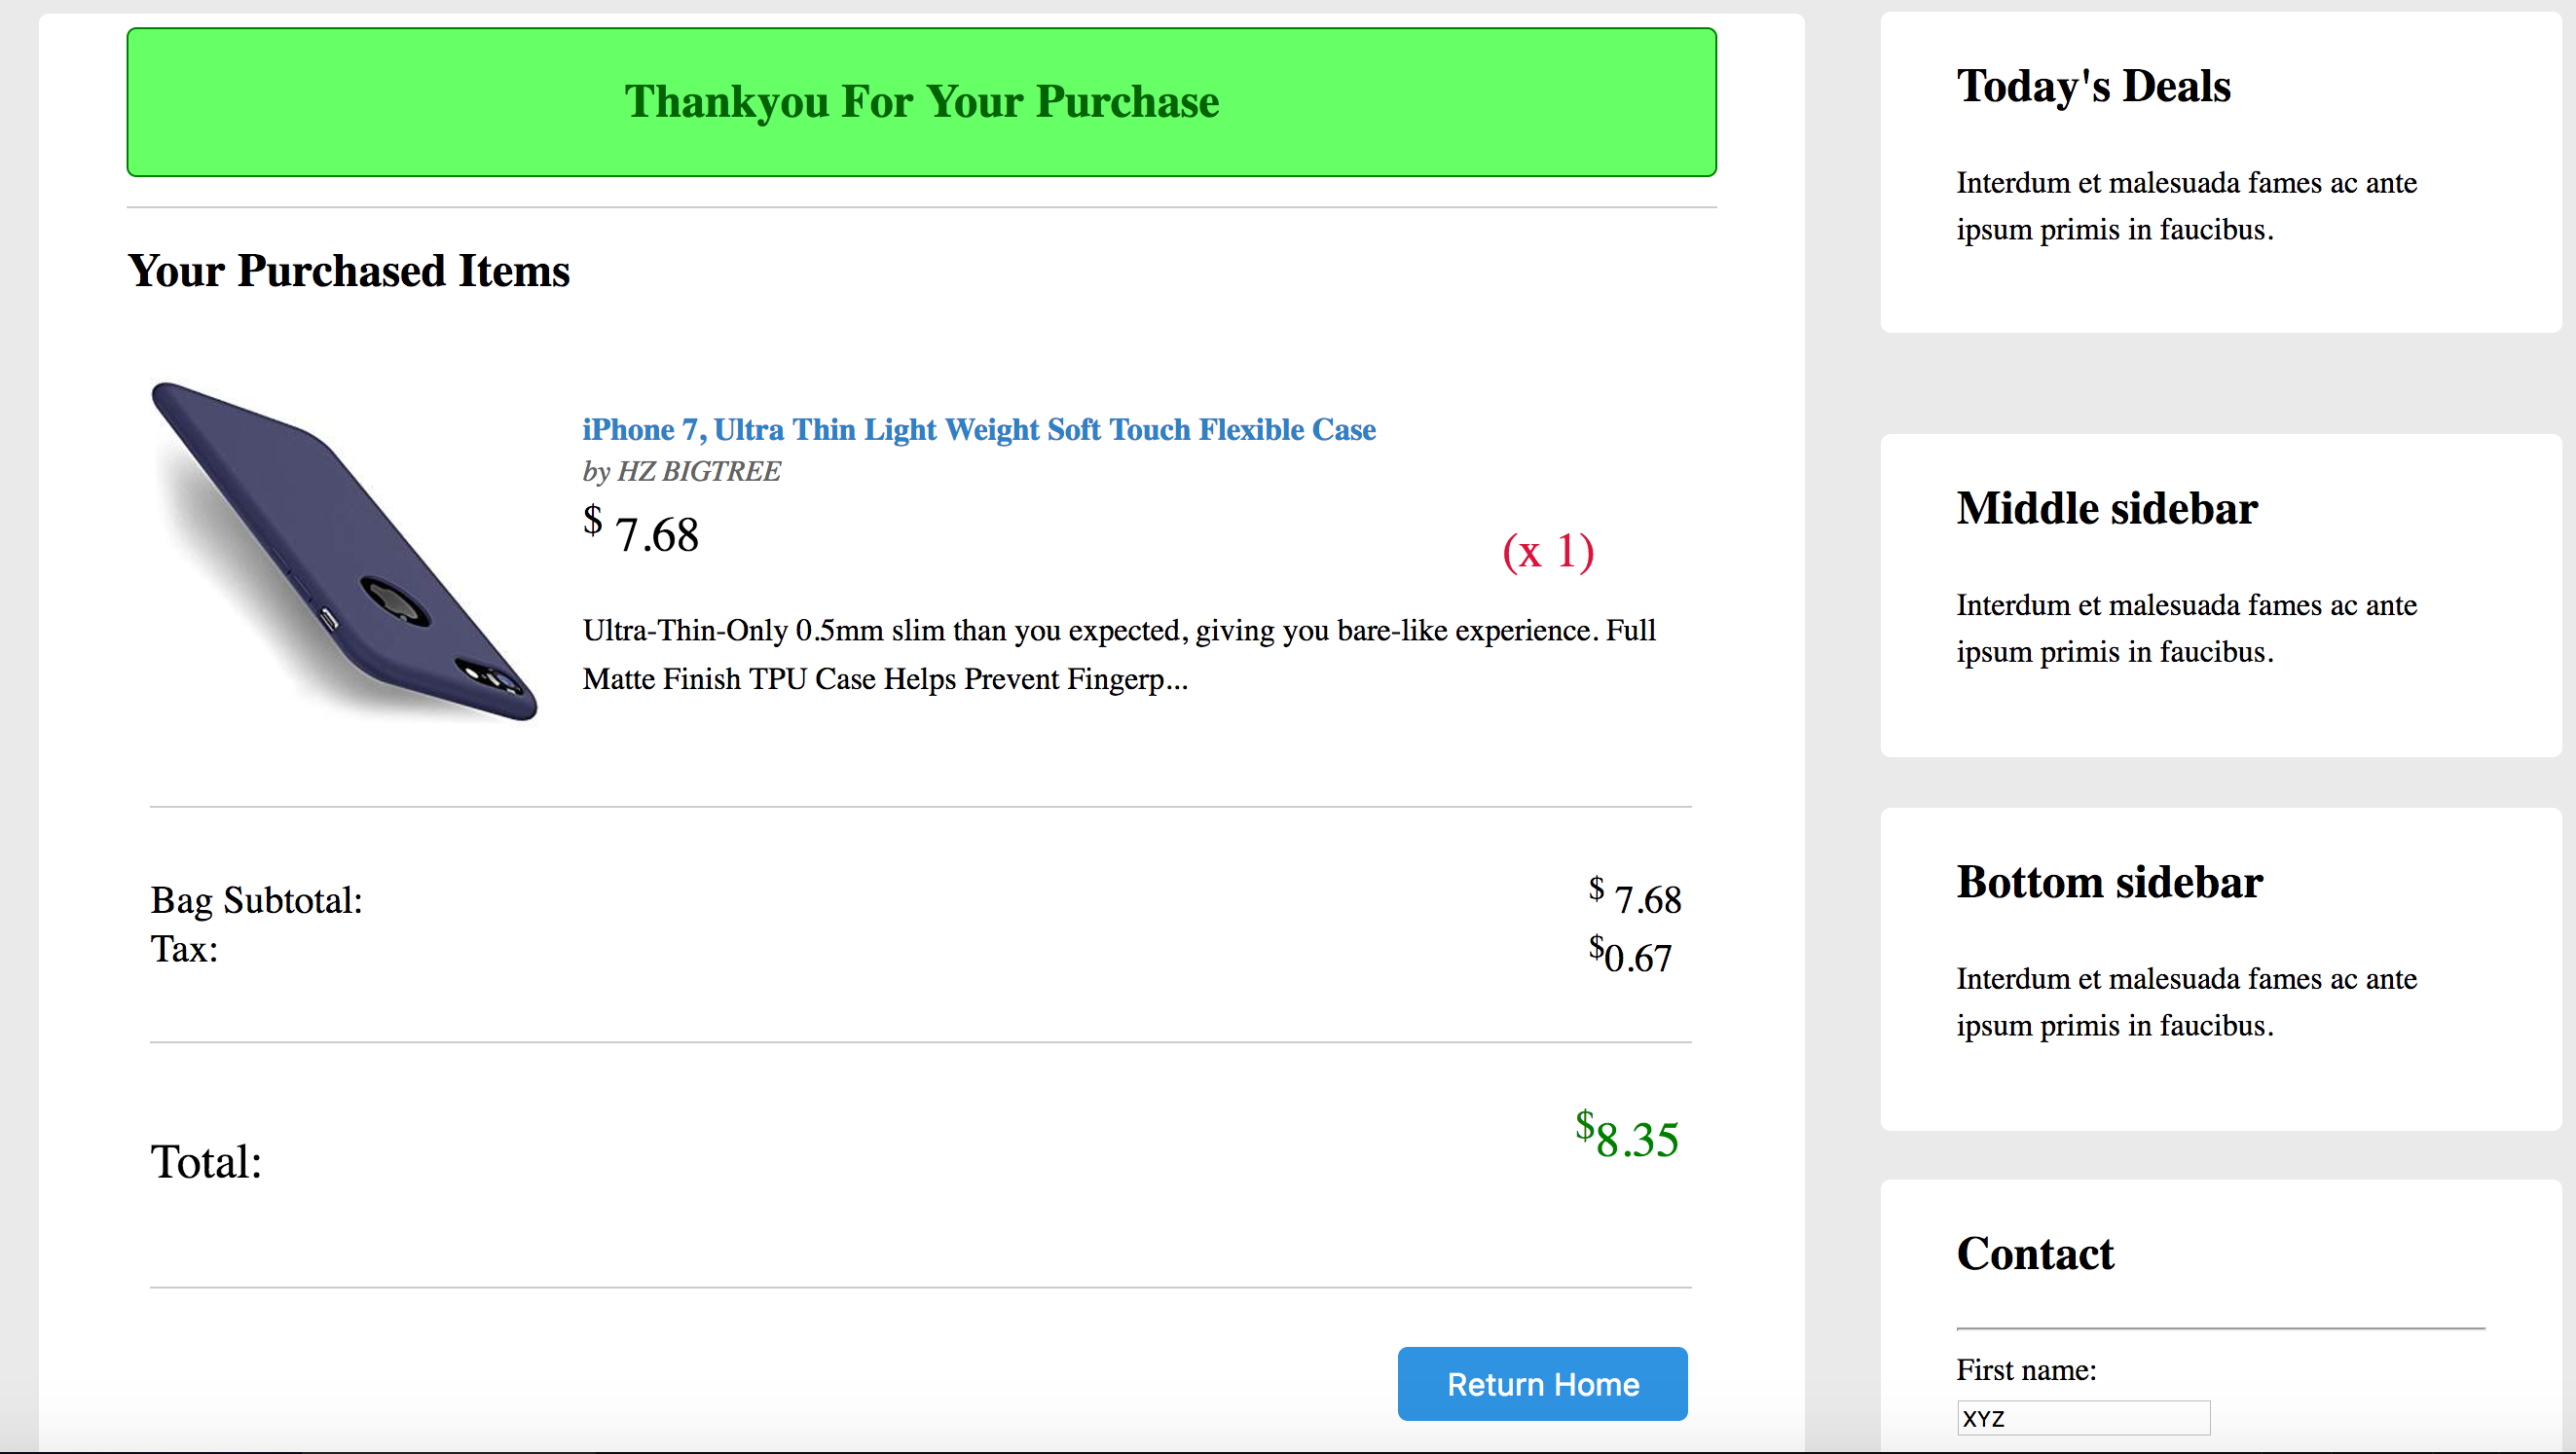 Thankyou For Your Purchase
Your Purchased Items
iPhone 7, Ultra Thin Light Weight Soft Touch Flexible Case
by HZ BIGTREE
$ 7.68
(x 1)
Ultra-Thin-Only 0.5mm slim than you expected, giving you bare-like experience. Full
Matte Finish TPU Case Helps Prevent Fingerp...
Bag Subtotal: $ 7.68
Tax: $0.67
Total: $8.35
Return Home
Today's Deals
Interdum et malesuada fames ac ante
ipsum primis in faucibus.
Middle sidebar
Interdum et malesuada fames ac ante
ipsum primis in faucibus.
Bottom sidebar
Interdum et malesuada fames ac ante
ipsum primis in faucibus.
Contact
First name:
XYZ